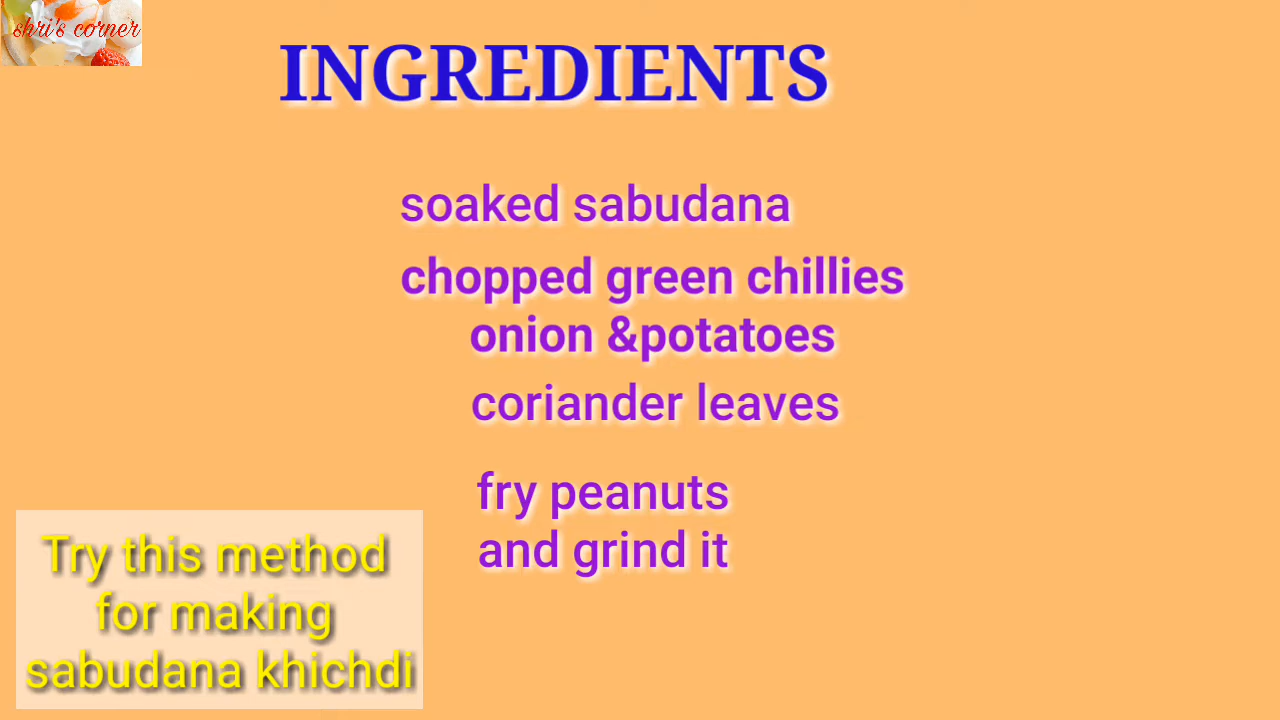 shri's corner
INGREDIENTS
soaked sabudana
chopped green chillies
onion &potatoes
coriander leaves
fry peanuts
and grind it
Try this method
for making
sabudana khichdi